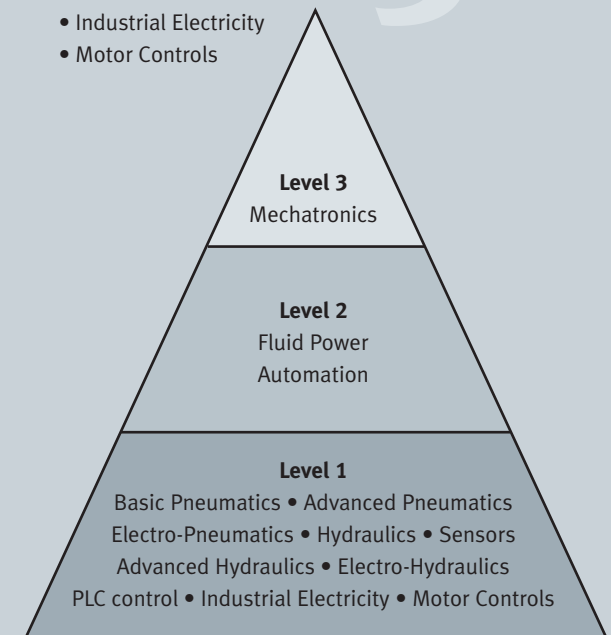 • Industrial Electricity
• Motor Controls
Level 3
Mechatronics
Level 2
Fluid Power
Automation
Level 1
Basic Pneumatics • Advanced Pneumatics
Electro-Pneumatics • Hydraulics • Sensors
Advanced Hydraulics • Electro-Hydraulics
PLC control • Industrial Electricity • Motor Controls